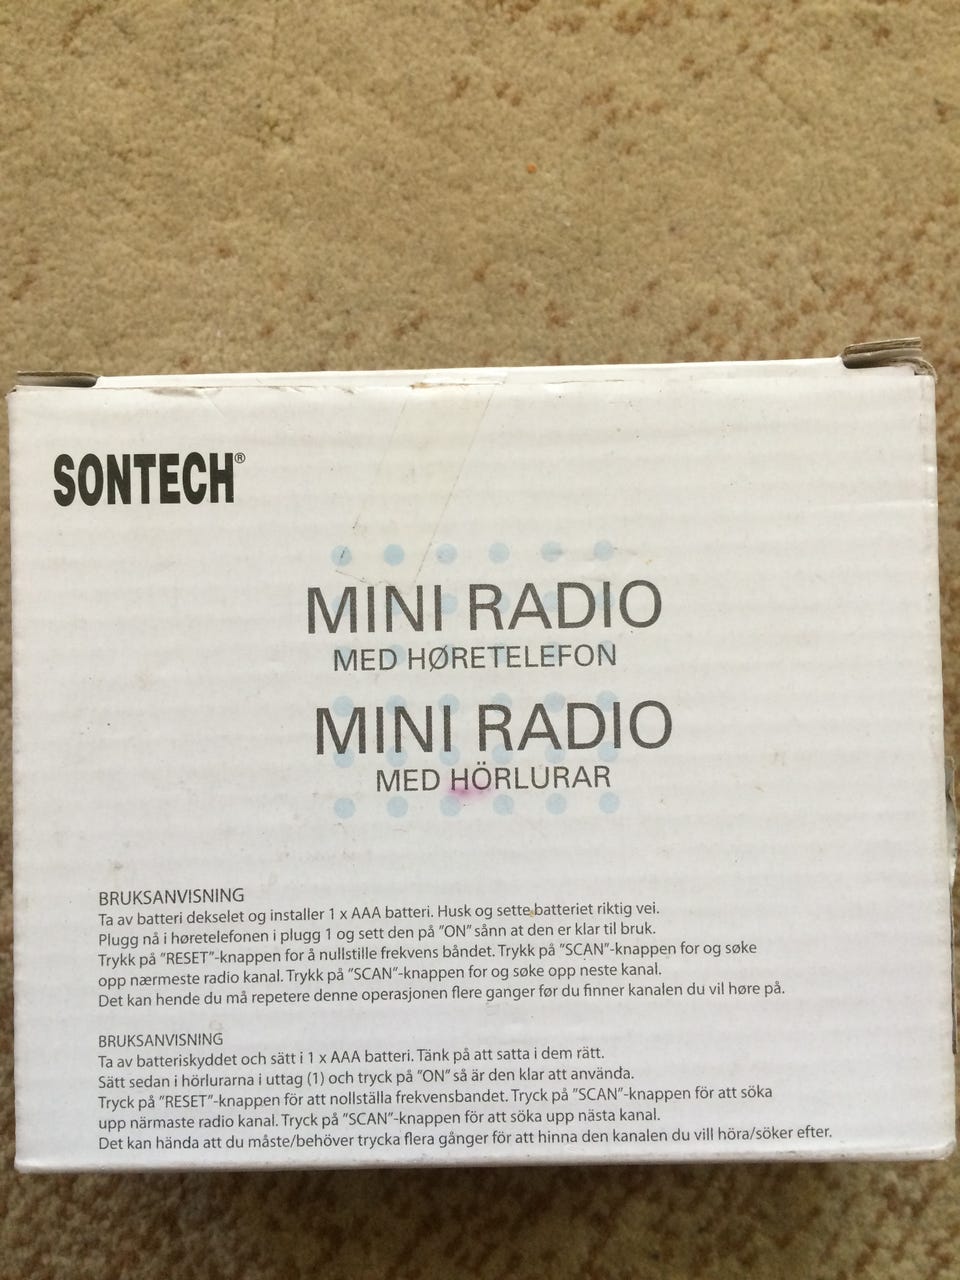 SONTECH®
MINI RADIO
MED HØRETELEFON
MINI RADIO
MED HÖRLURAR
BRUKSANVISNING
Ta av batteri dekselet og installer 1 x AAA batteri. Husk og sette batteriet riktig vei.
Plugg nå i høretelefonen i plugg 1 og sett den på "ON" sånn at den er klar til bruk.
Trykk på "RESET"-knappen for å nullstille frekvens båndet. Trykk på "SCAN"-knappen for og søke
opp nærmeste radio kanal. Trykk på "SCAN"-knappen for og søke opp neste kanal.
Det kan hende du må repetere denne operasjonen flere ganger før du finner kanalen du vil høre på.
BRUKSANVISNING
Ta av batteriskyddet och sätt i 1 x AAA batteri. Tänk på att satta i dem rätt.
Sätt sedan i hörlurarna i uttag (1) och tryck på "ON" så är den klar att använda.
Tryck på "RESET"-knappen för att nollställa frekvensbandet. Tryck på "SCAN"-knappen för att söka
upp närmaste radio kanal. Tryck på "SCAN"-knappen för att söka upp nästa kanal.
Det kan hända att du måste/behöver trycka flera gånger för att hinna den kanalen du vill höra/söker efter.